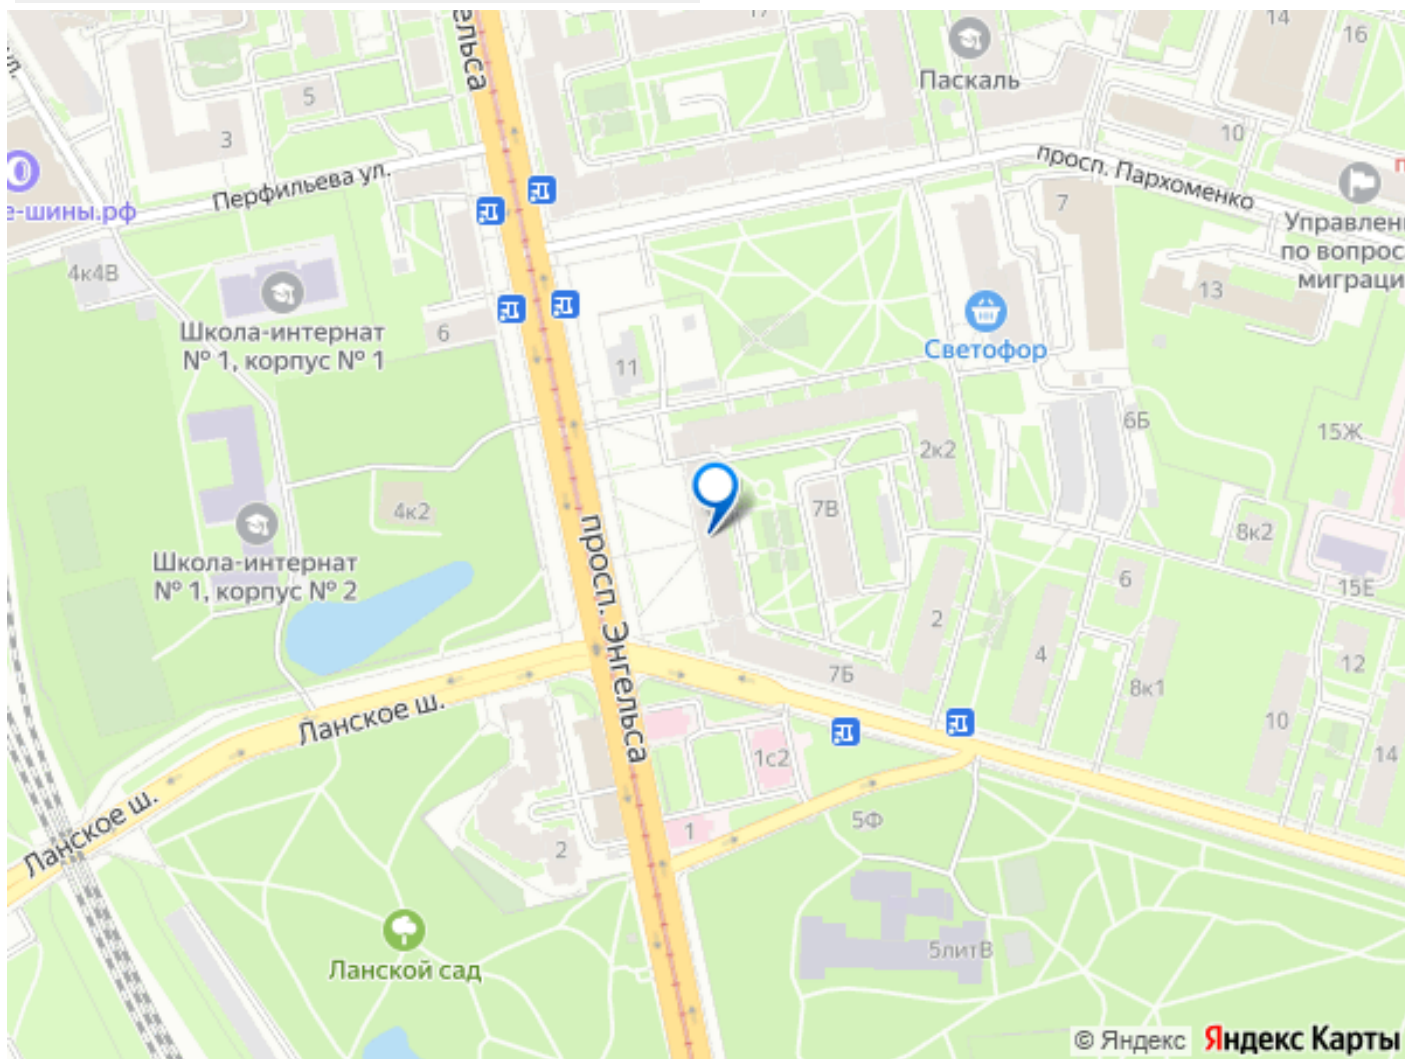 ельса
17
14
16
Паскаль
ул.
5
3
10
Перфильева ул.
просп. Пархоменко
е-шины.рф
7
Управлен
по вопрос
миграци
4к4В
13
Школа-интернат
№ 1, корпус № 1
6
Светофор
11
6Б
15Ж
2к2
4к2
7В
8к2
Школа-интернат
№ 1, корпус № 2
просп. Энгельса
6
15Е
2
4
12
7Б
8к1
Ланское ш.
10
1с2
14
Ланское ш.
5Ф
1
2
Ланской сад
5литВ
© Яндекс
Яндекс Карты